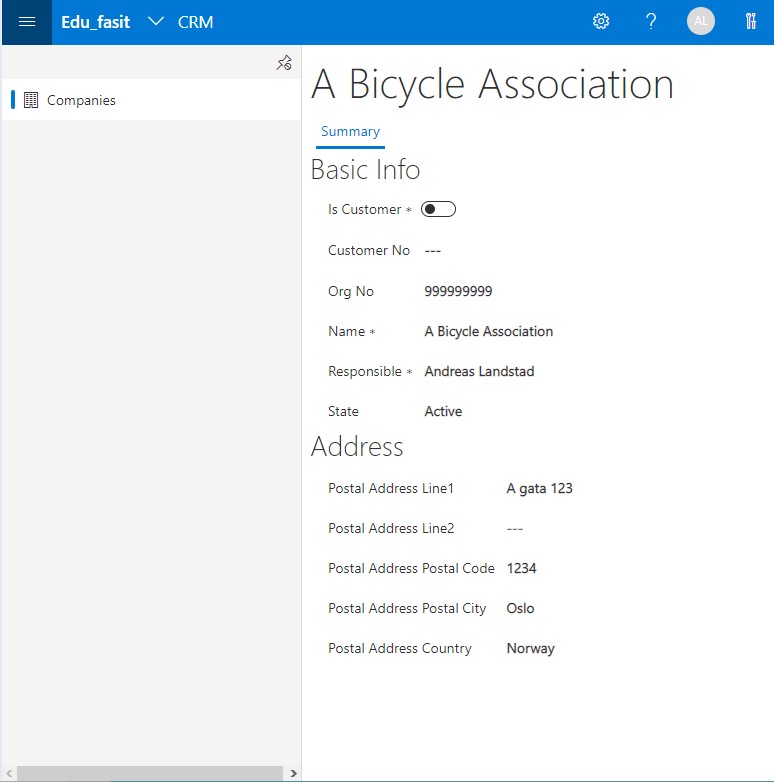 Edu_fasit CRM ? AL
Companies
A Bicycle Association
Summary
Basic Info
Is Customer *
Customer No ---
Org No 999999999
Name * A Bicycle Association
Responsible * Andreas Landstad
State Active
Address
Postal Address Line1 A gata 123
Postal Address Line2 ---
Postal Address Postal Code 1234
Postal Address Postal City Oslo
Postal Address Country Norway